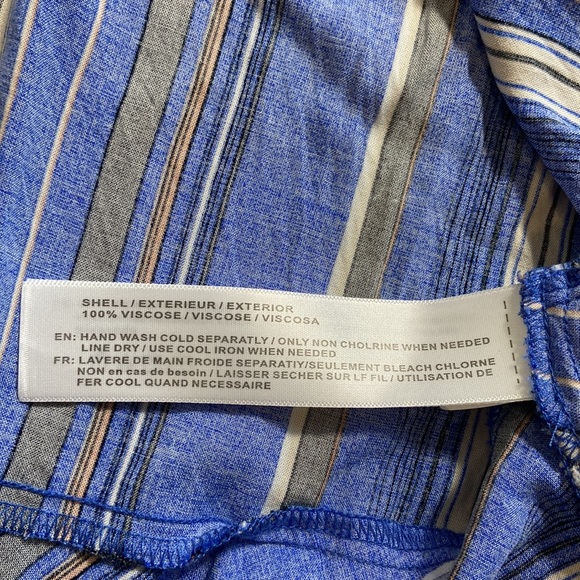 SHELL / EXTERIEUR / EXTERIOR
100% VISCOSE / VISCOSE / VISCOSA
EN: HAND WASH COLD SEPARATLY / ONLY NON CHOLRINE WHEN NEEDED
LINE DRY / USE COOL IRON WHEN NEEDED
FR: LAVERE DE MAIN FROIDE SEPARATIY/SEULEMENT BLEACH CHLORNE
NON en cas de besoin / LAISSER SECHER SUR LF FIL / UTILISATION DE
FER COOL QUAND NECESSAIRE